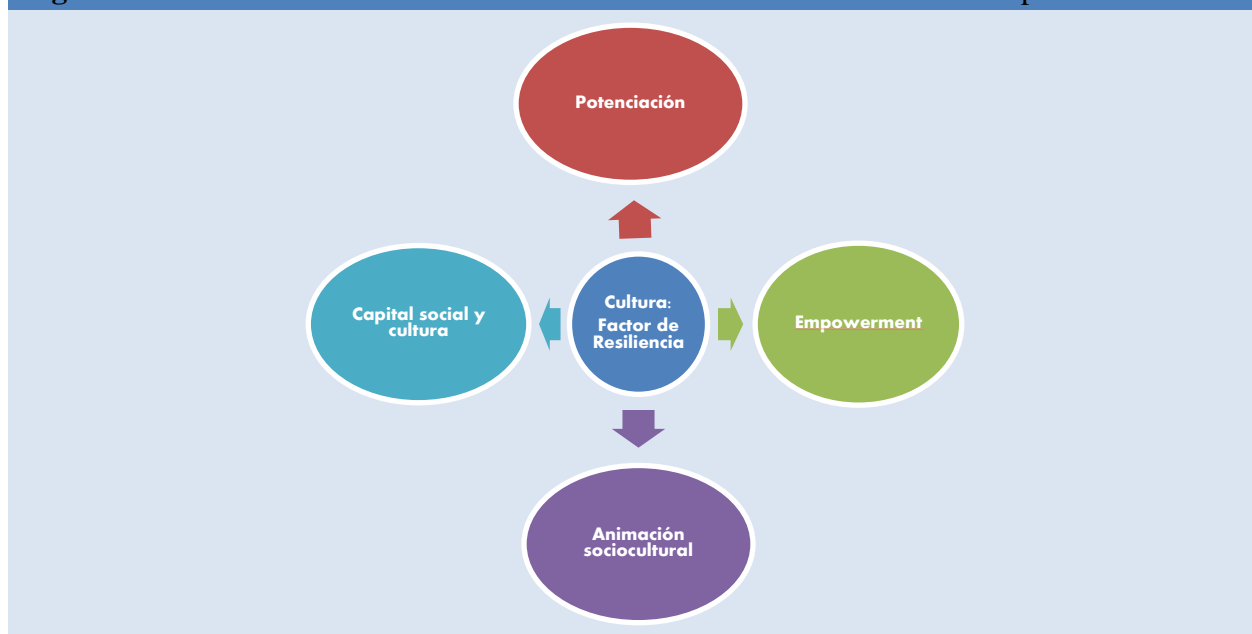 Potenciación
Capital social y
cultura
Cultura:
Factor de
Resiliencia
Empowerment
Animación
sociocultural